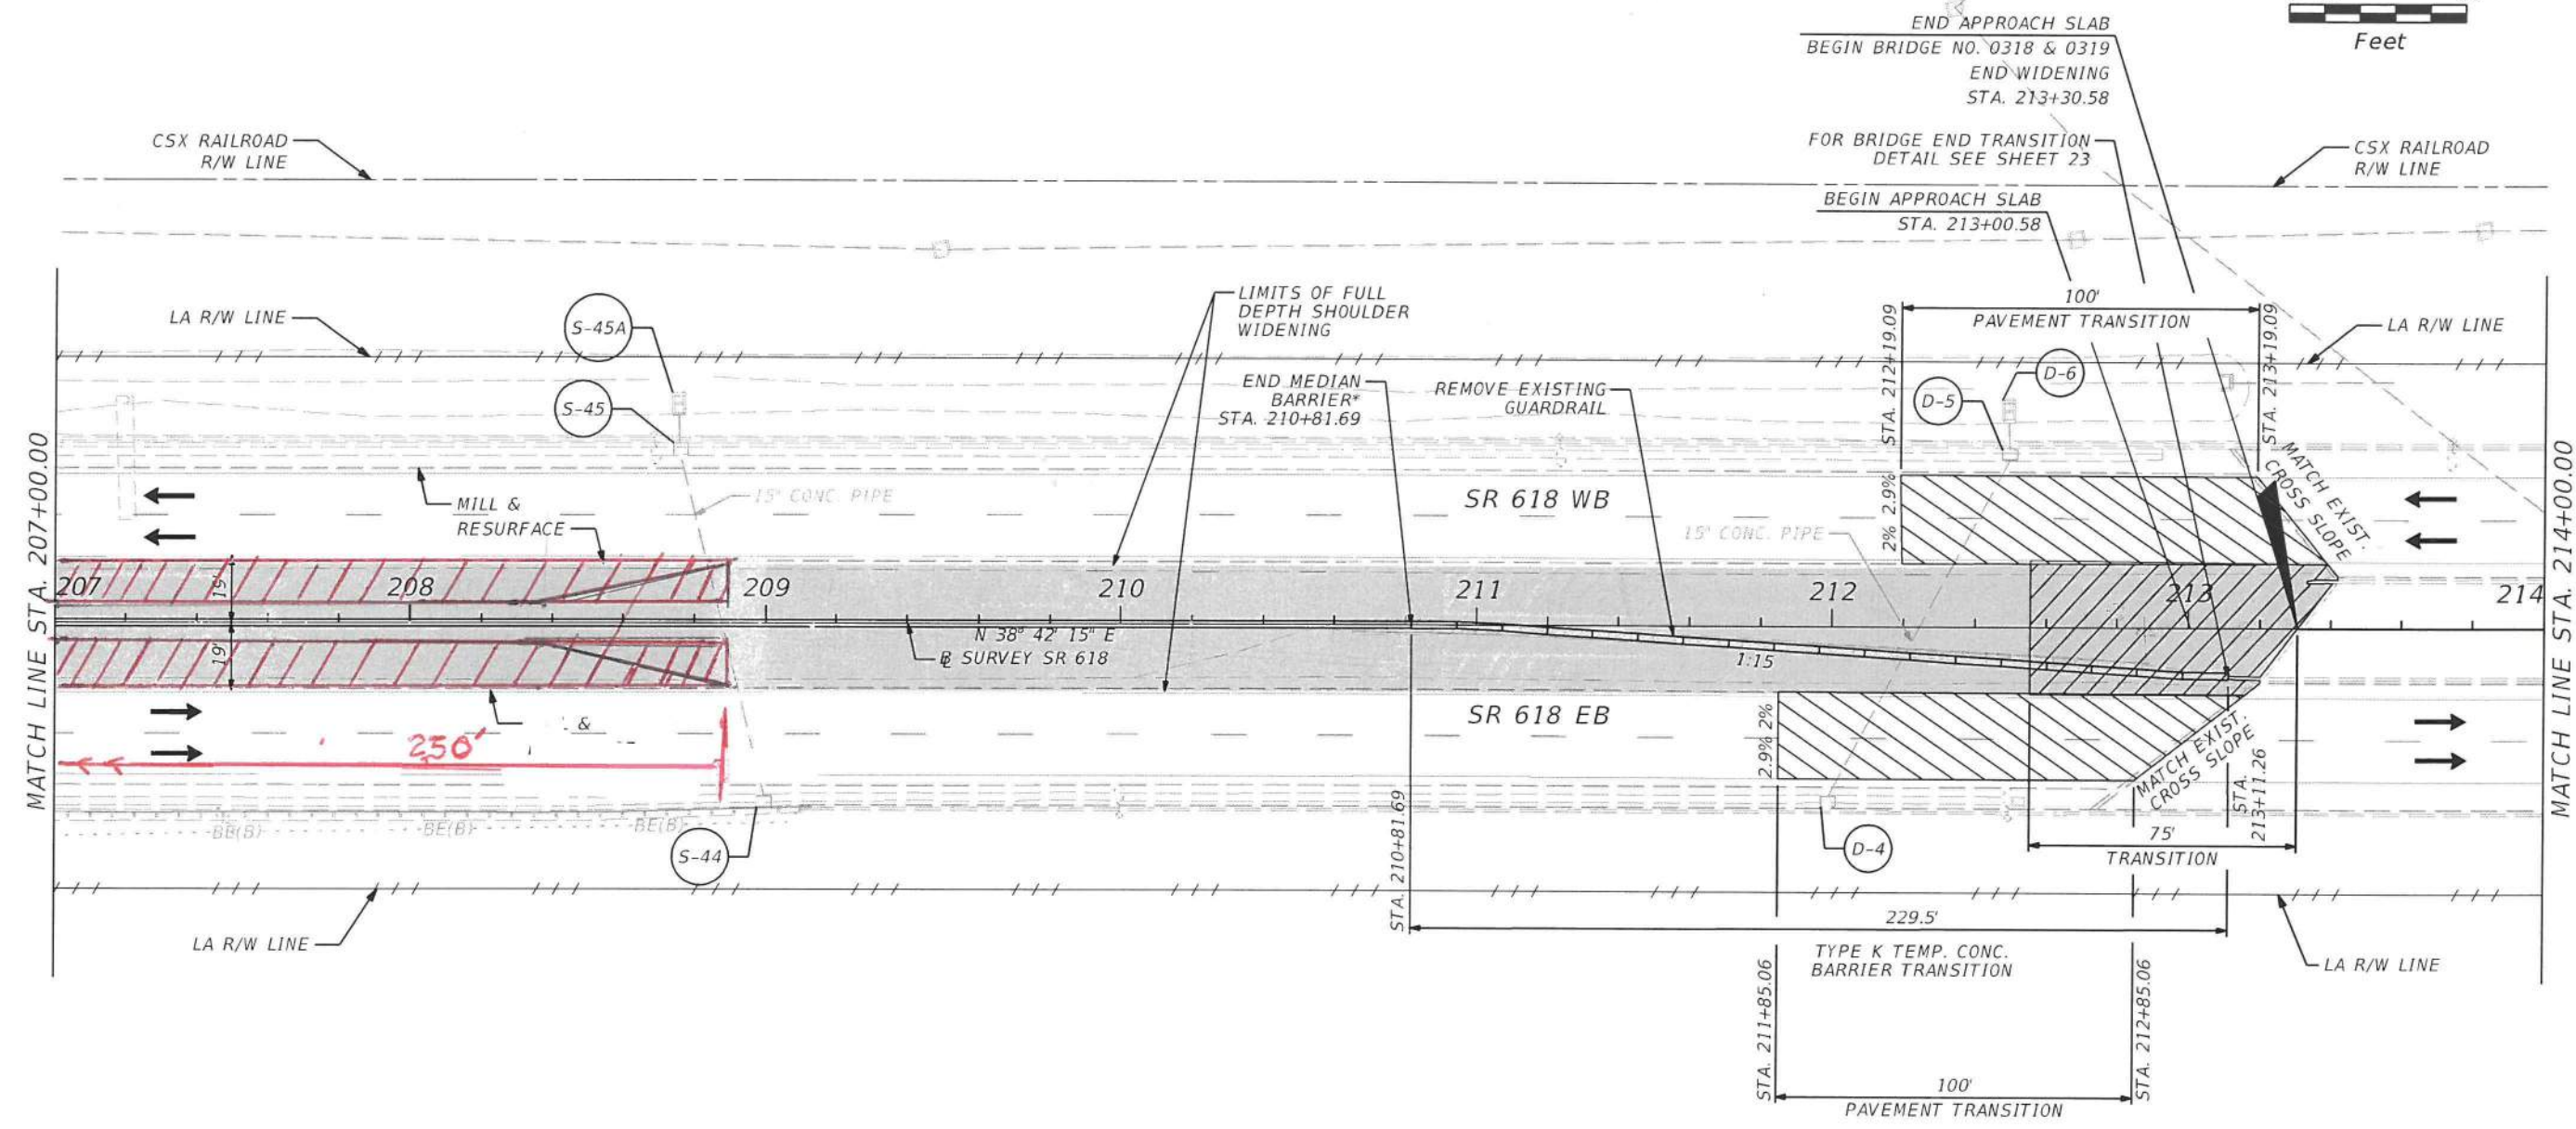 END APPROACH SLAB
BEGIN BRIDGE NO. 0318 & 0319
END WIDENING
STA. 213+30.58
Feet
FOR BRIDGE END TRANSITION
DETAIL SEE SHEET 23
BEGIN APPROACH SLAB
STA. 213+00.58
CSX RAILROAD
R/W LINE
CSX RAILROAD
R/W LINE
LA R/W LINE
S-45A
S-45
LIMITS OF FULL
DEPTH SHOULDER
WIDENING
END MEDIAN
BARRIER*
STA. 210+81.69
REMOVE EXISTING
GUARDRAIL
100'
PAVEMENT TRANSITION
STA. 212+19.09
STA. 213+19.09
D-5
D-6
LA R/W LINE
MATCH LINE STA. 207+00.00
MILL &
RESURFACE
15" CONC. PIPE
SR 618 WB
15" CONC. PIPE
2% 2.9%
MATCH EXIST.
CROSS SLOPE
MATCH LINE STA. 214+00.00
207
208
209
210
211
212
213
214
19'
19'
N 38° 42' 15" E
B SURVEY SR 618
1:15
&
250'
SR 618 EB
2.9% 2%
MATCH EXIST.
CROSS SLOPE
STA.
213+11.26
75'
TRANSITION
BE(B)
BE(B)
BE(B)
S-44
D-4
STA. 210+81.69
229.5'
TYPE K TEMP. CONC.
BARRIER TRANSITION
LA R/W LINE
LA R/W LINE
STA. 211+85.06
STA. 212+85.06
100'
PAVEMENT TRANSITION